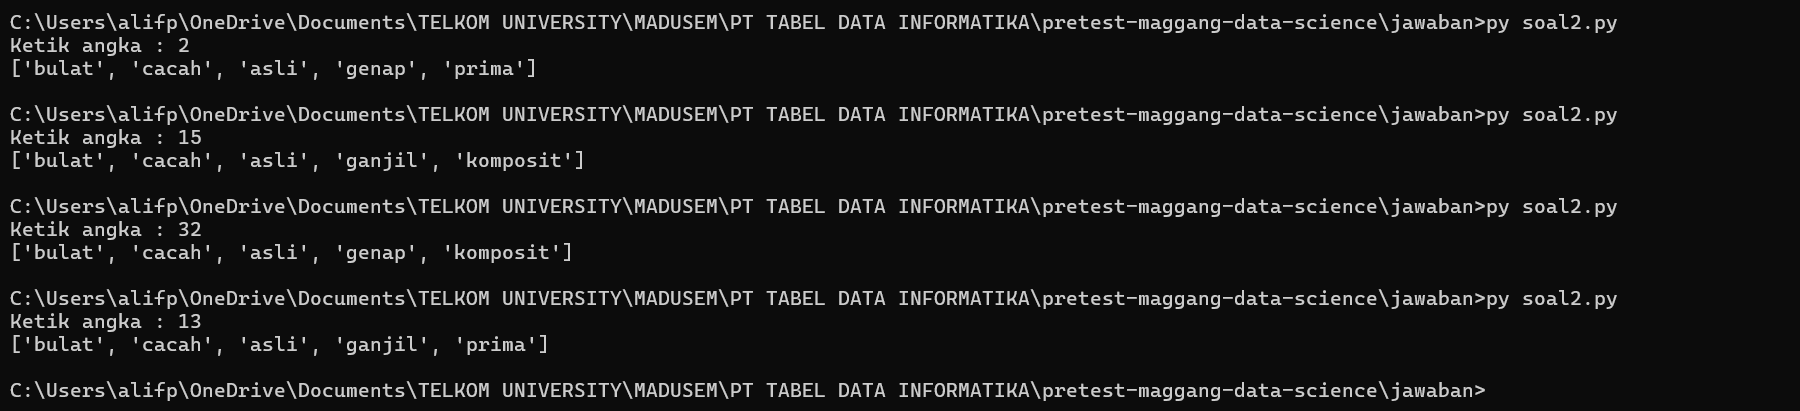 C:\Users\alifp\OneDrive\Documents\TELKOM UNIVERSITY\MADUSEM\PT TABEL DATA INFORMATIKA\pretest-maggang-data-science\jawaban>py soal2.py
Ketik angka : 2
['bulat', 'cacah', 'asli', 'genap', 'prima']
C:\Users\alifp\OneDrive\Documents\TELKOM UNIVERSITY\MADUSEM\PT TABEL DATA INFORMATIKA\pretest-maggang-data-science\jawaban>py soal2.py
Ketik angka : 15
['bulat', 'cacah', 'asli', 'ganjil', 'komposit']
C:\Users\alifp\OneDrive\Documents\TELKOM UNIVERSITY\MADUSEM\PT TABEL DATA INFORMATIKA\pretest-maggang-data-science\jawaban>py soal2.py
Ketik angka : 32
['bulat', 'cacah', 'asli', 'genap', 'komposit']
C:\Users\alifp\OneDrive\Documents\TELKOM UNIVERSITY\MADUSEM\PT TABEL DATA INFORMATIKA\pretest-maggang-data-science\jawaban>py soal2.py
Ketik angka : 13
['bulat', 'cacah', 'asli', 'ganjil', 'prima']
C:\Users\alifp\OneDrive\Documents\TELKOM UNIVERSITY\MADUSEM\PT TABEL DATA INFORMATIKA\pretest-maggang-data-science\jawaban>